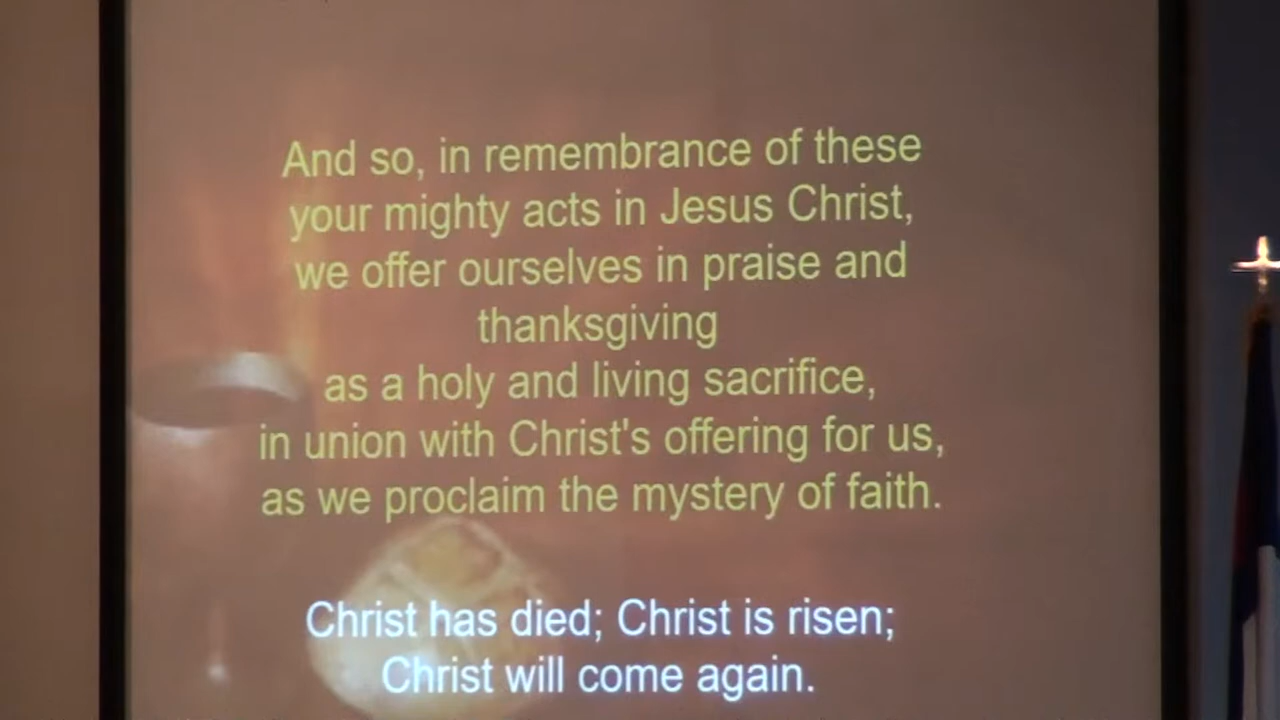 And so, in remembrance of these
your mighty acts in Jesus Christ,
we offer ourselves in praise and
thanksgiving
as a holy and living sacrifice,
in union with Christ's offering for us,
as we proclaim the mystery of faith.
Christ has died; Christ is risen;
Christ will come again.